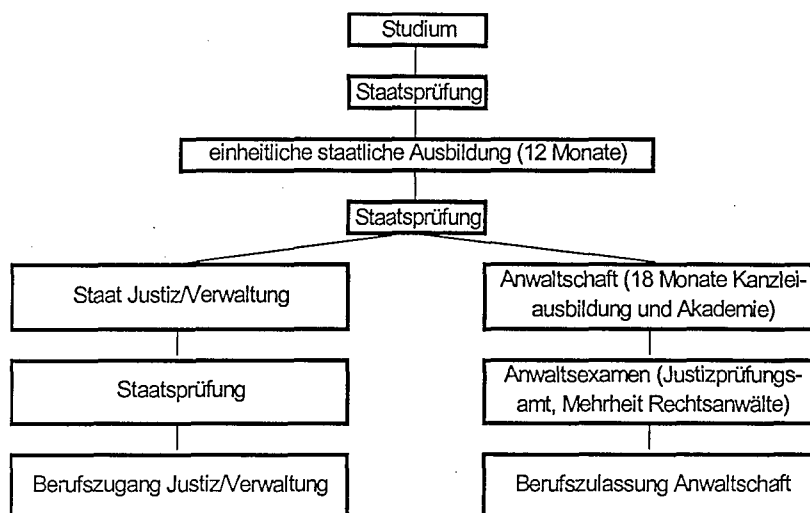 Studium
Staatsprüfung
einheitliche staatliche Ausbildung (12 Monate)
Staatsprüfung
Staat Justiz/Verwaltung
Anwaltschaft (18 Monate Kanzlei-
ausbildung und Akademie)
Staatsprüfung
Anwaltsexamen (Justizprüfungs-
amt, Mehrheit Rechtsanwälte)
Berufszugang Justiz/Verwaltung
Berufszulassung Anwaltschaft